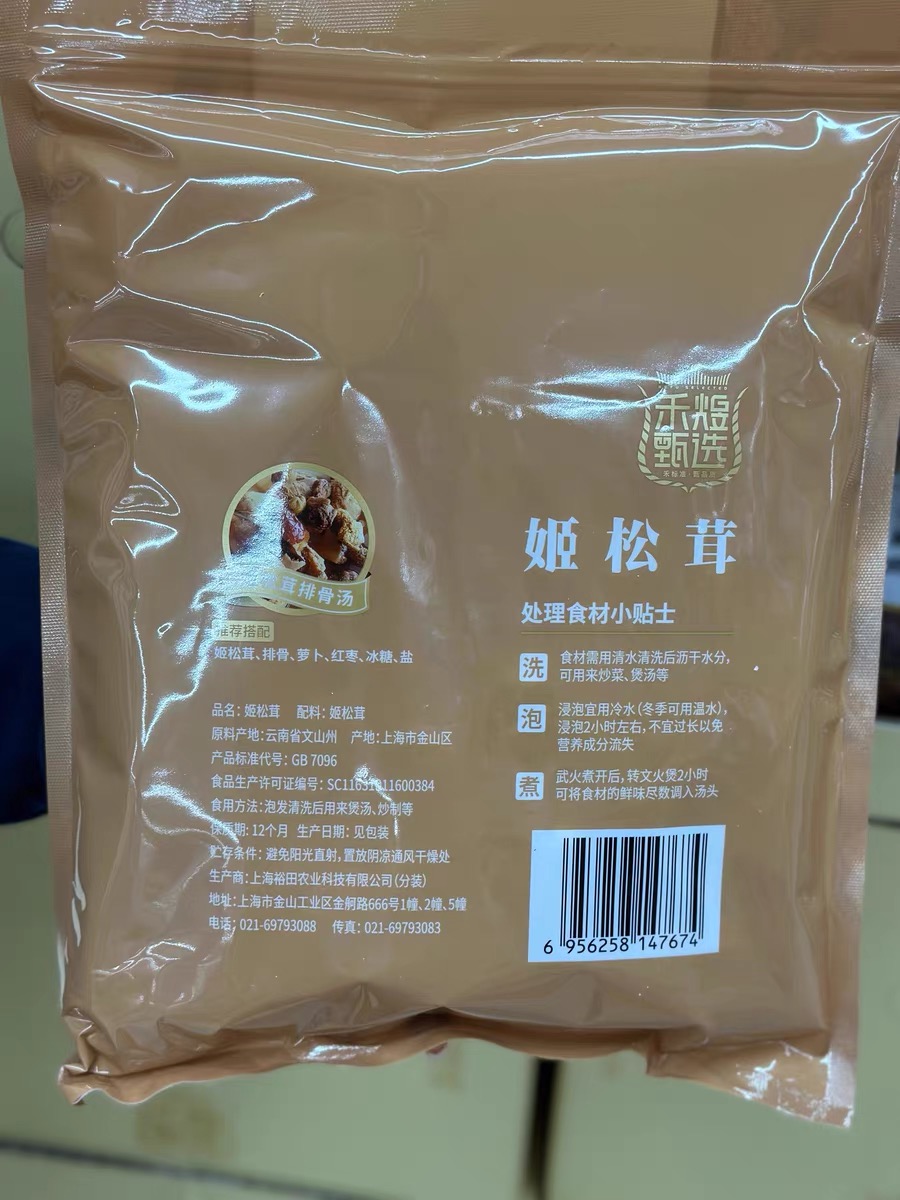 禾煜
甄选
姬松茸
处理食材小贴士
洗
食材需用清水清洗后沥干水分,
可用来炒菜、煲汤等
泡
浸泡宜用冷水(冬季可用温水),
浸泡2小时左右,不宜过长以免
营养成分流失
煮
武火煮开后,转文火煲2小时
可将食材的鲜味尽数调入汤头
茸排骨汤
推荐搭配
姬松茸、排骨、萝卜、红枣、冰糖、盐
品名: 姬松茸 配料: 姬松茸
原料产地: 云南省文山州 产地: 上海市金山区
产品标准代号: GB 7096
食品生产许可证编号: SC11631011600384
食用方法: 泡发清洗后用来煲汤、炒制等
保质期: 12个月 生产日期: 见包装
贮存条件: 避免阳光直射,置放阴凉通风干燥处
生产商: 上海裕田农业科技有限公司(分装)
地址: 上海市金山工业区金舸路666号1幢、2幢、5幢
电话: 021-69793088 传真: 021-69793083
6 956258 147674